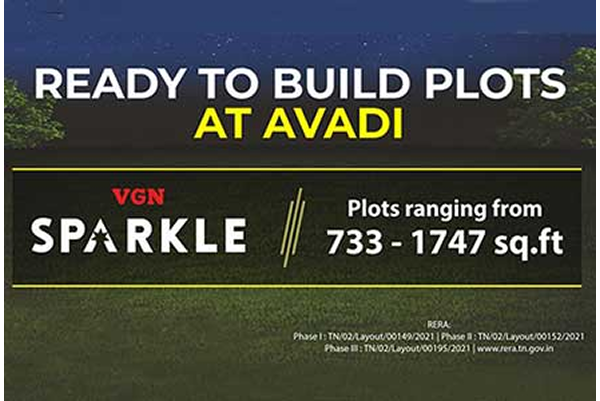 READY TO BUILD PLOTS
AT AVADI
VGN
SPARKLE
Plots ranging from
733 - 1747 sq.ft
RERA:
Phase I : TN/02/Layout/00149/2021 | Phase II : TN/02/Layout/00152/2021
Phase III : TN/02/Layout/00195/2021 | www.rera.tn.gov.in